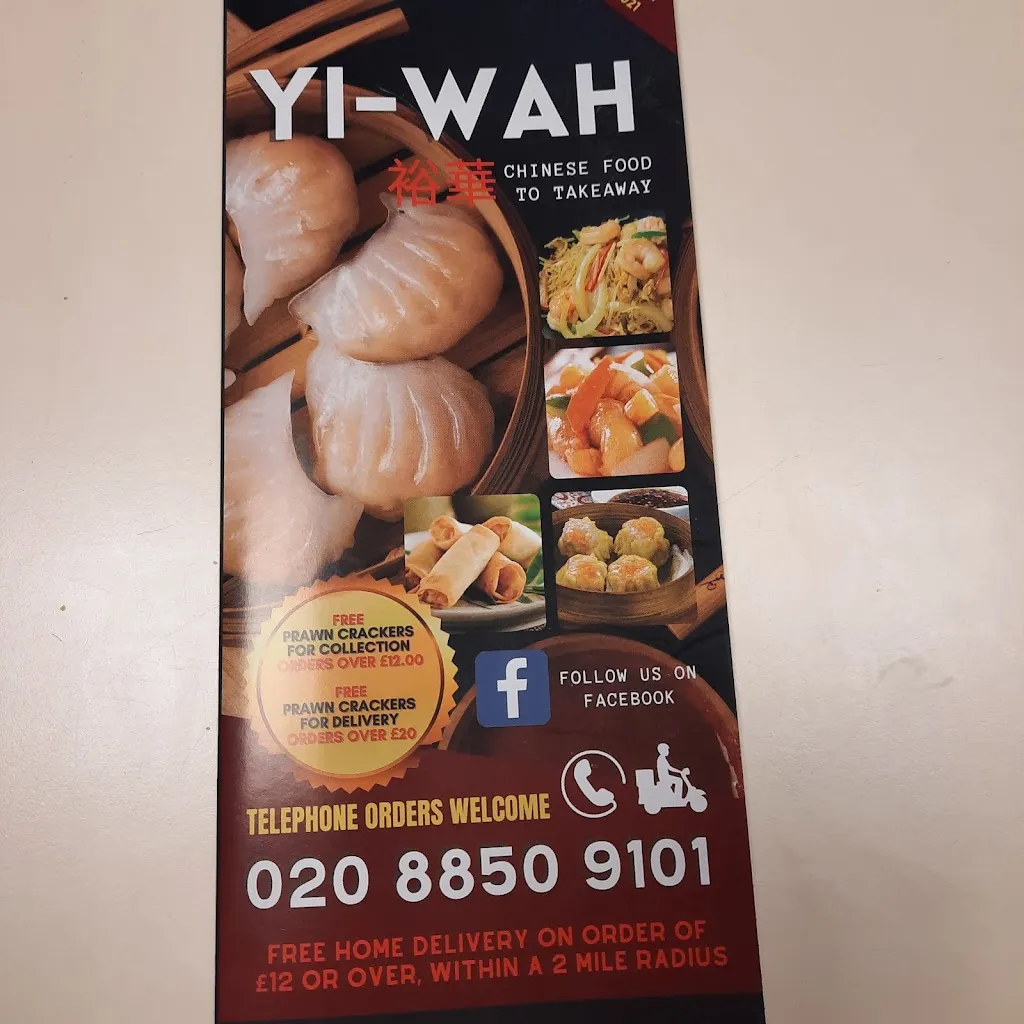 021
YI-WAH
裕華
CHINESE FOOD
TO TAKEAWAY
FREE
PRAWN CRACKERS
FOR COLLECTION
ORDERS OVER £12.00
FREE
PRAWN CRACKERS
FOR DELIVERY
ORDERS OVER £20
f
FOLLOW US ON
FACEBOOK
TELEPHONE ORDERS WELCOME
020 8850 9101
FREE HOME DELIVERY ON ORDER OF
£12 OR OVER, WITHIN A 2 MILE RADIUS